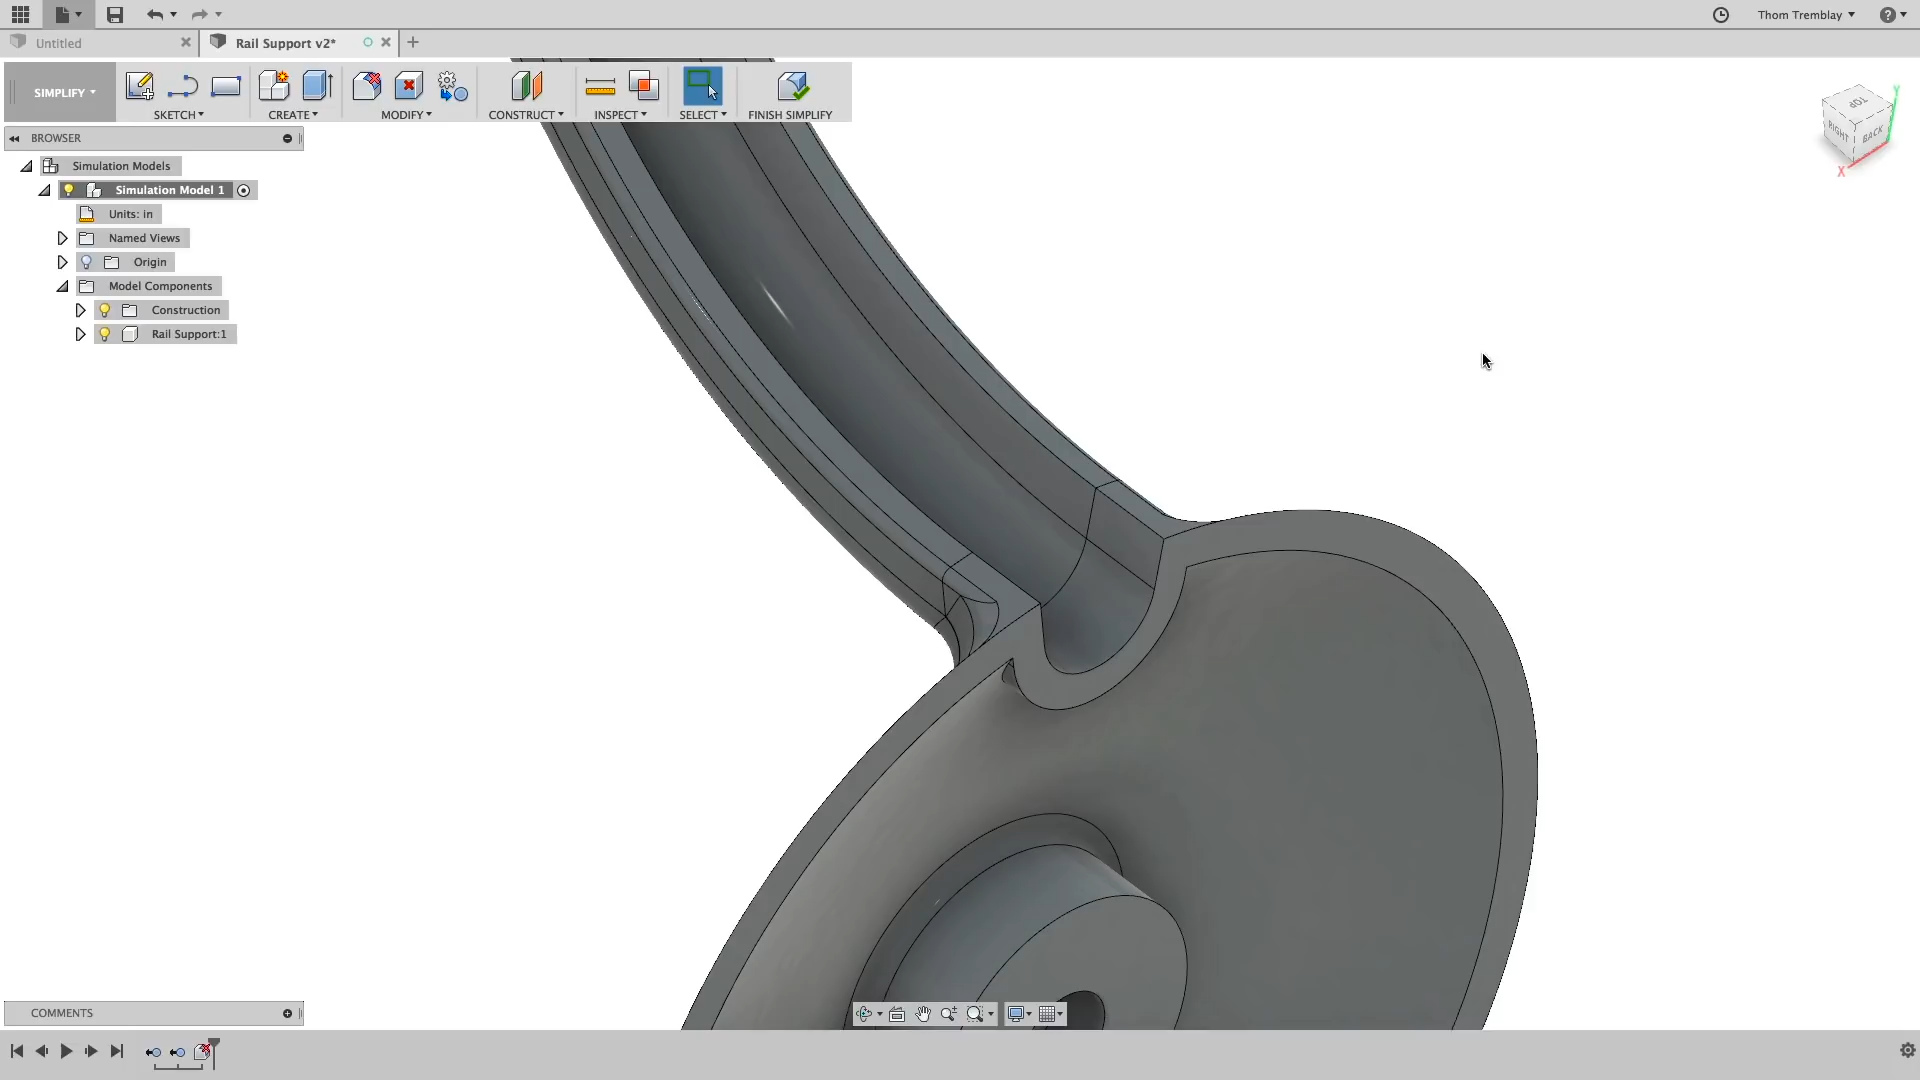 Thom Tremblay
Untitled
Rail Support v2*
SIMPLIFY
SKETCH
CREATE
MODIFY
CONSTRUCT
INSPECT
SELECT
FINISH SIMPLIFY
BROWSER
Simulation Models
Simulation Model 1
Units: in
Named Views
Origin
Model Components
Construction
Rail Support:1
TOP
RIGHT
BACK
Y
X
COMMENTS